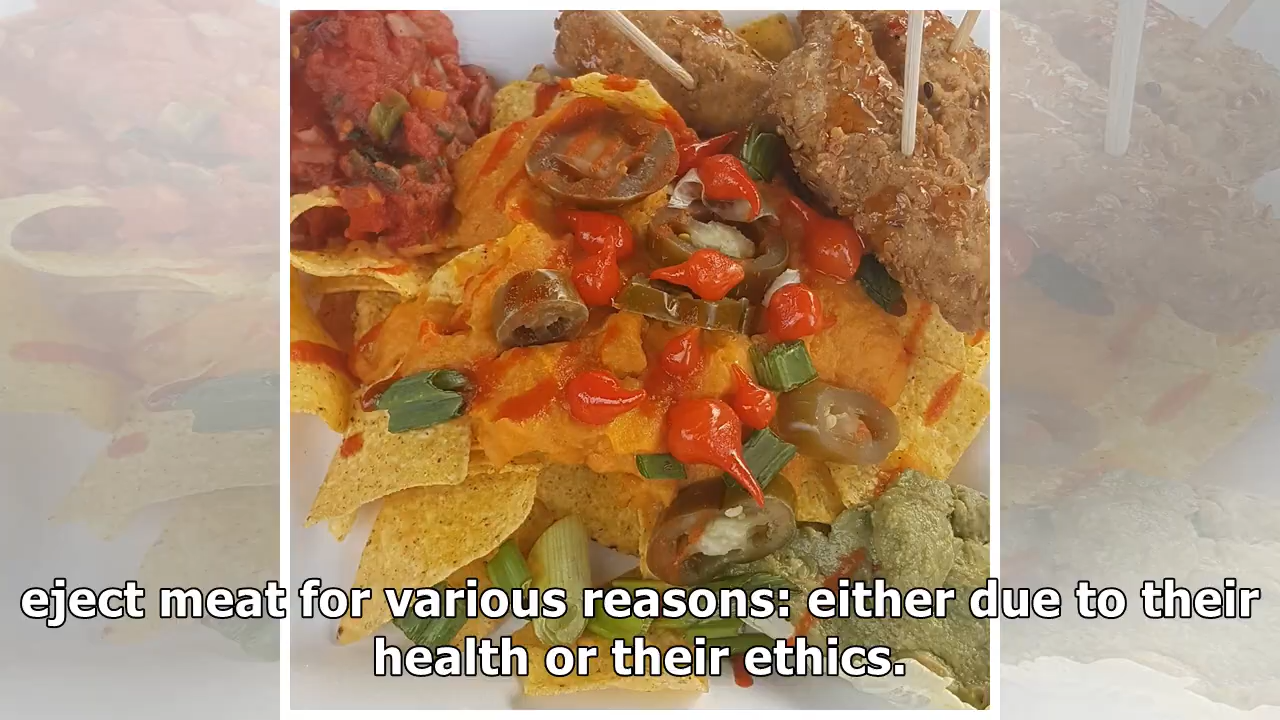 eject meat for various reasons: either due to their
health or their ethics.